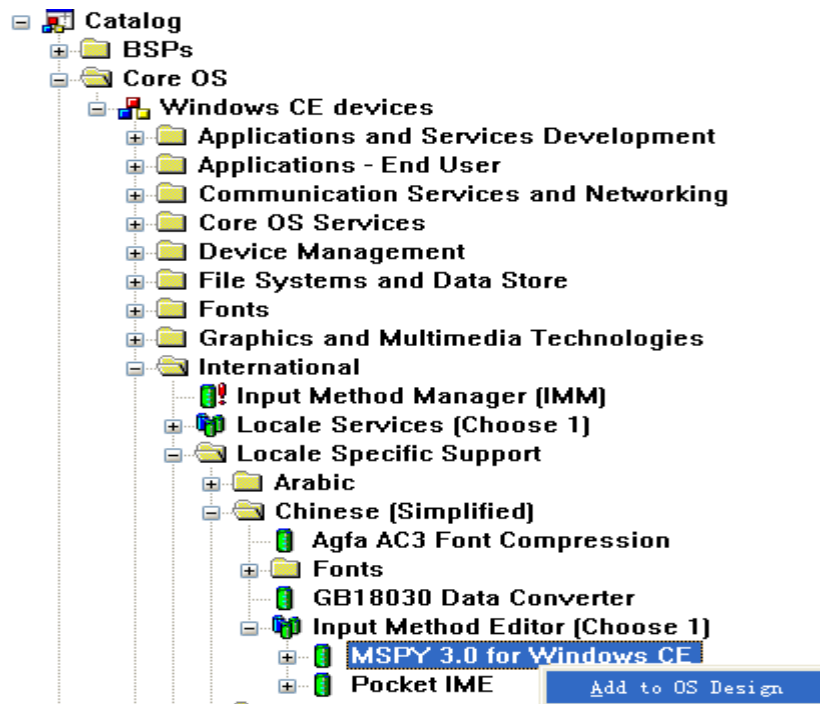 Catalog
BSPs
Core OS
Windows CE devices
Applications and Services Development
Applications - End User
Communication Services and Networking
Core OS Services
Device Management
File Systems and Data Store
Fonts
Graphics and Multimedia Technologies
International
Input Method Manager (IMM)
Locale Services (Choose 1)
Locale Specific Support
Arabic
Chinese (Simplified)
Agfa AC3 Font Compression
Fonts
GB18030 Data Converter
Input Method Editor (Choose 1)
MSPY 3.0 for Windows CE
Pocket IME
Add to OS Design